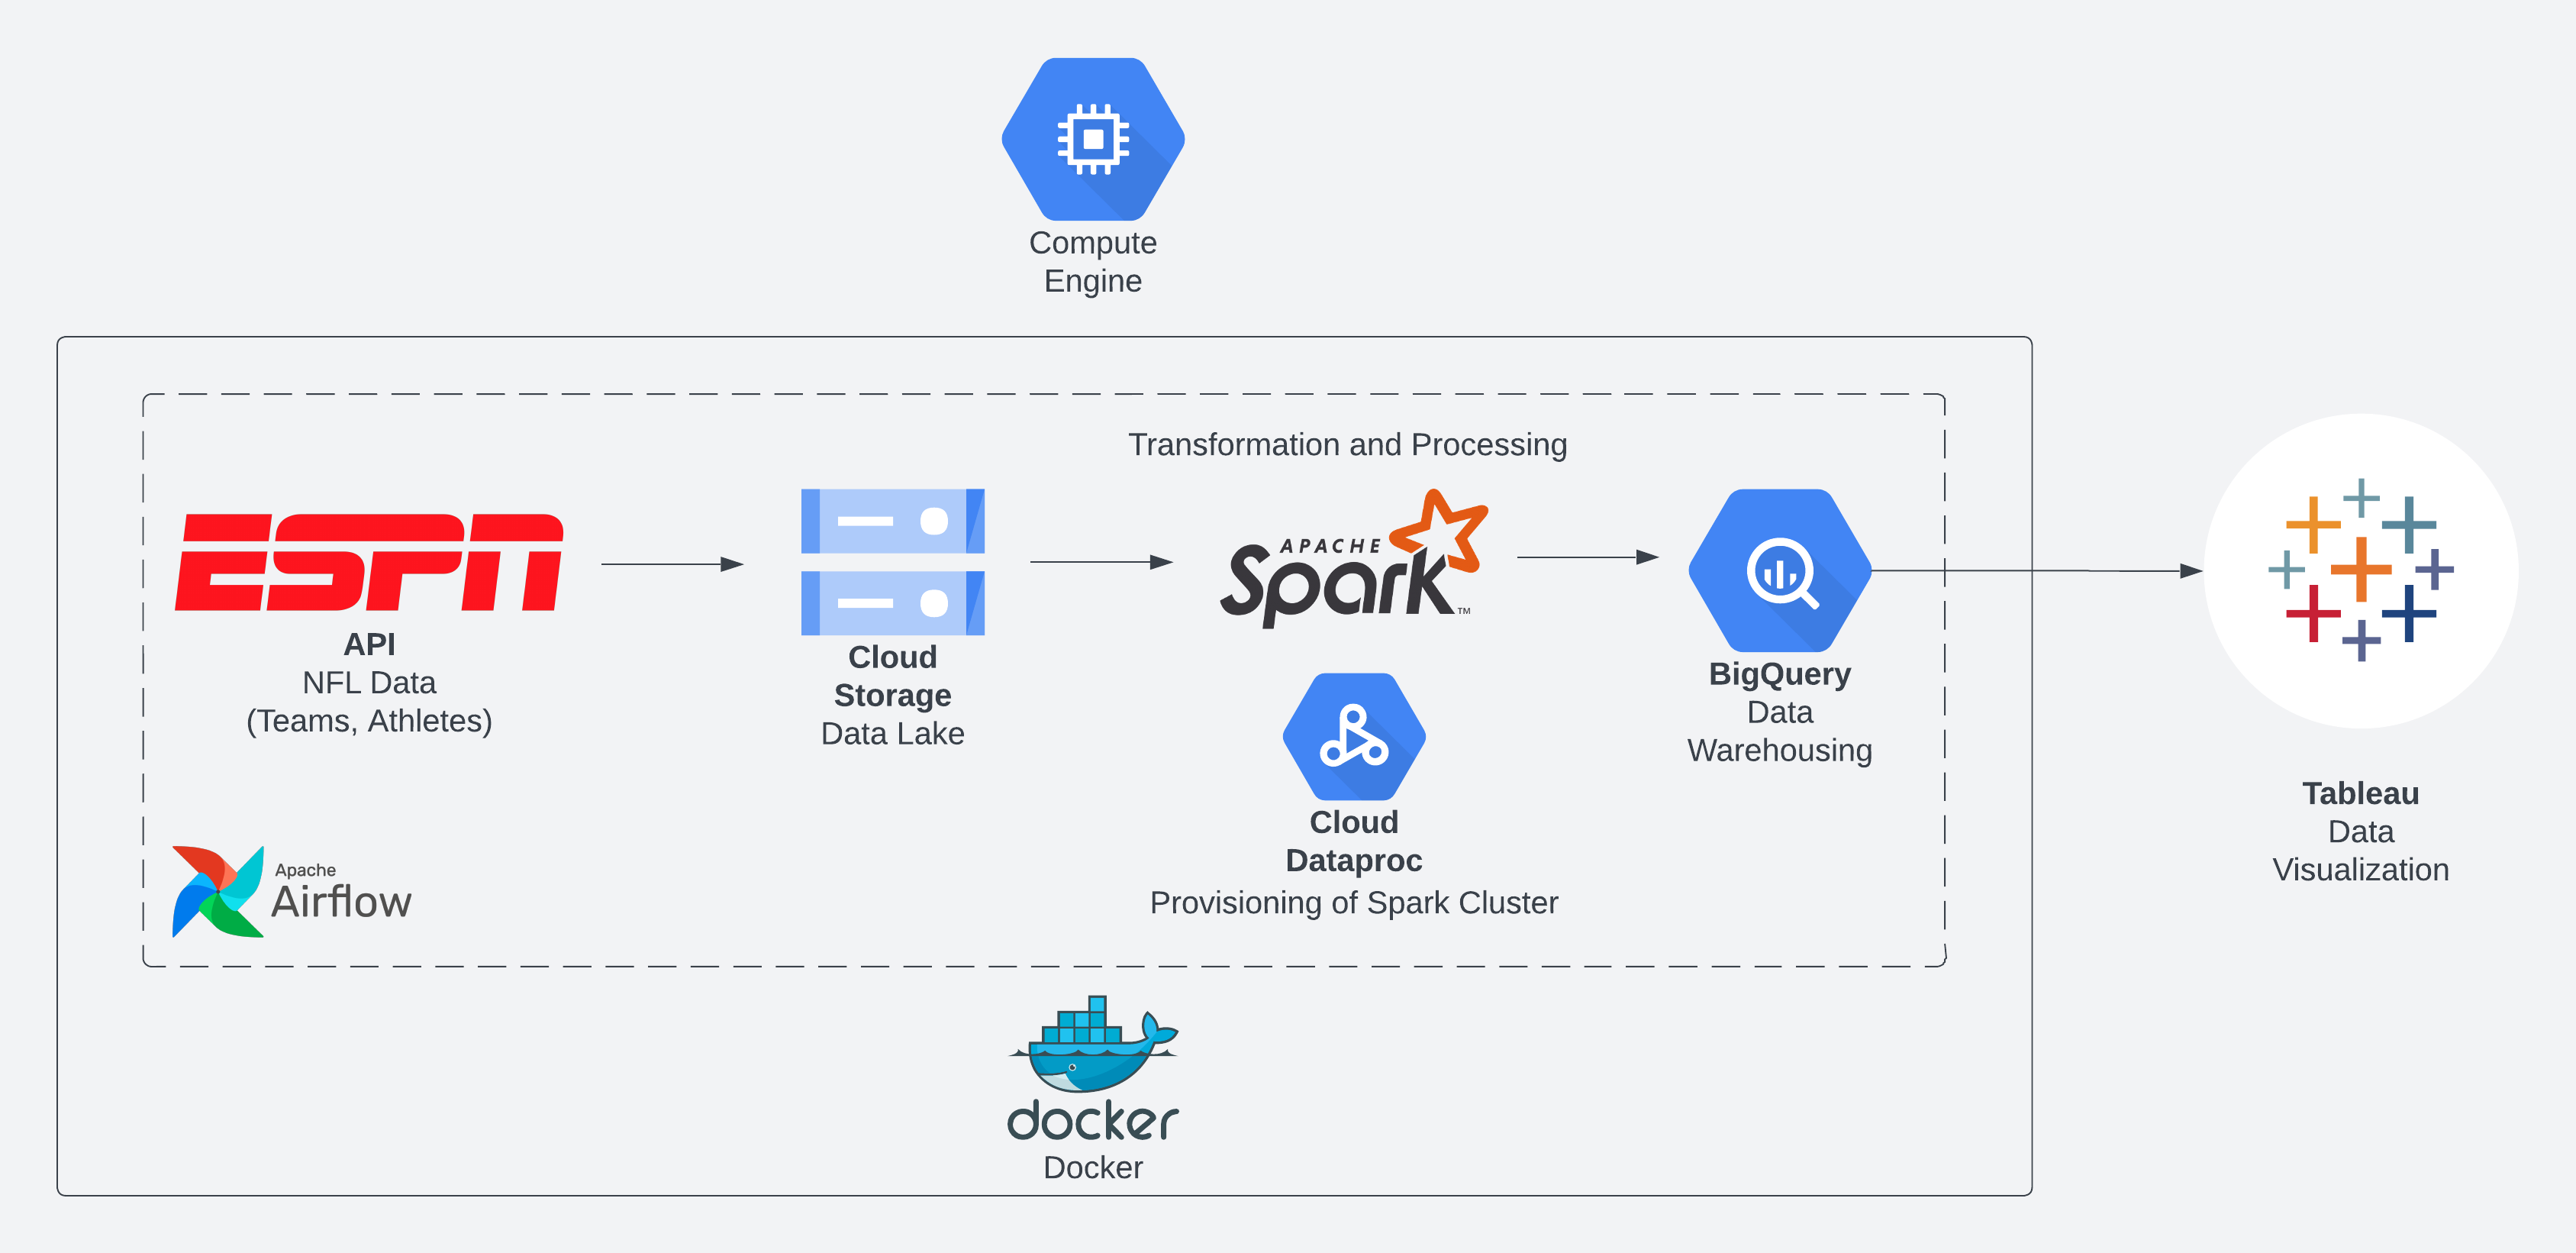 Compute
Engine
Transformation and Processing
ESPN
API
NFL Data
(Teams, Athletes)
Cloud
Storage
Data Lake
APACHE
Spark™
Cloud
Dataproc
Provisioning of Spark Cluster
BigQuery
Data
Warehousing
Tableau
Data
Visualization
Apache
Airflow
docker
Docker